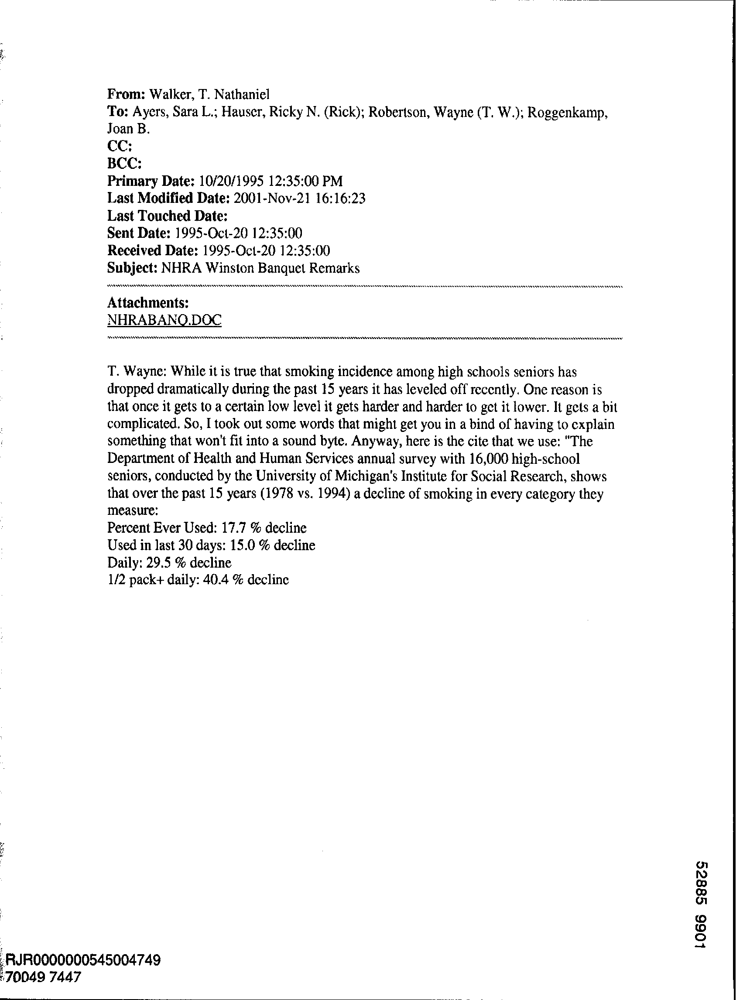 From: Walker, T. Nathaniel
To: Ayers, Sara L.; Hauser, Ricky N. (Rick); Robertson, Wayne (T. W.); Roggenkamp,
Joan B.
CC:
BCC:
Primary Date: 10/20/1995 12:35:00 PM
Last Modified Date: 2001-Nov-21 16:16:23
Last Touched Date:
Sent Date: 1995-Oct-20 12:35:00
Received Date: 1995-Oct-20 12:35:00
Subject: NHRA Winston Banquet Remarks
Attachments:
NHRABANQ.DOC
T. Wayne: While it is true that smoking incidence among high schools seniors has
dropped dramatically during the past 15 years it has leveled off recently. One reason is
that once it gets to a certain low level it gets harder and harder to get it lower. It gets a bit
complicated. So, I took out some words that might get you in a bind of having to explain
something that won't fit into a sound byte. Anyway, here is the cite that we use: "The
Department of Health and Human Services annual survey with 16,000 high-school
seniors, conducted by the University of Michigan's Institute for Social Research, shows
that over the past 15 years (1978 vs. 1994) a decline of smoking in every category they
measure:
Percent Ever Used: 17.7 % decline
Used in last 30 days: 15.0 % decline
Daily: 29.5 % decline
1/2 pack+ daily: 40.4 % decline
52885 9901
RJR0000000545004749
70049 7447